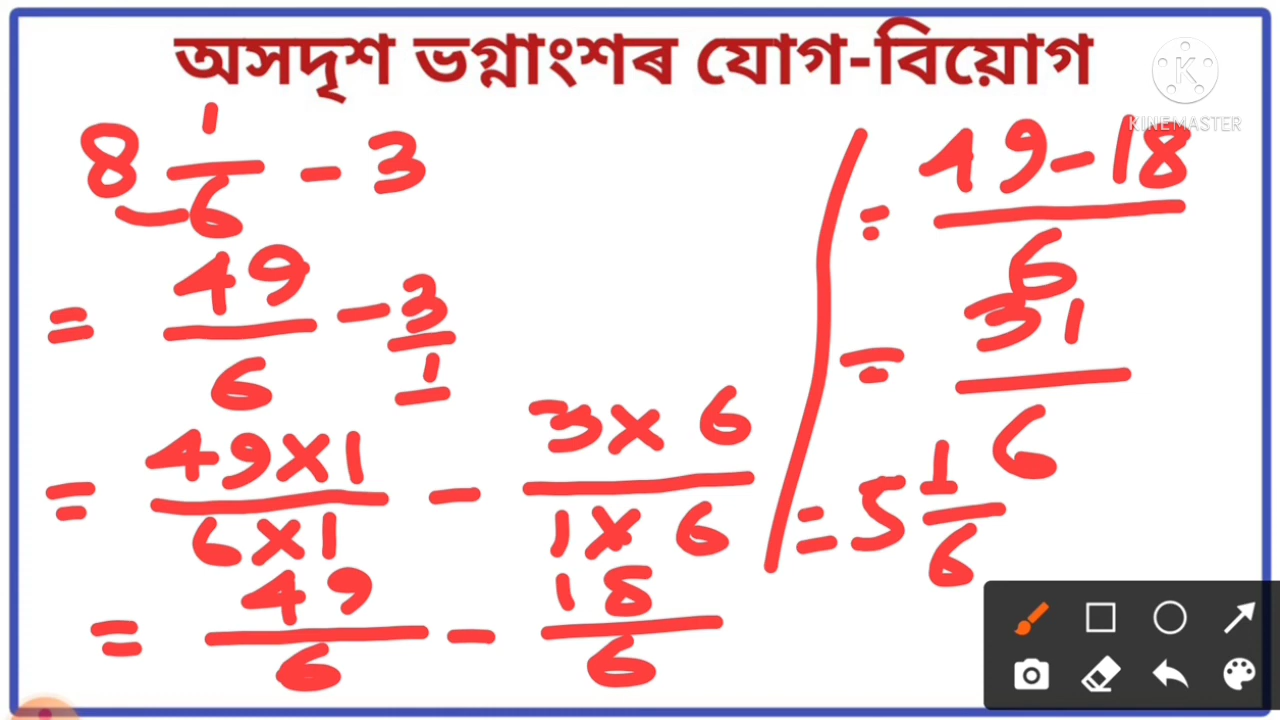 অসদৃশ ভগ্নাংশৰ যোগ-বিয়োগ
K
KINEMASTER
8 1/6 - 3
= 49/6 - 3/1
= 49×1/6×1 - 3×6/1×6
= 49/6 - 18/6
= 49-18/6
= 31/6
= 5 1/6